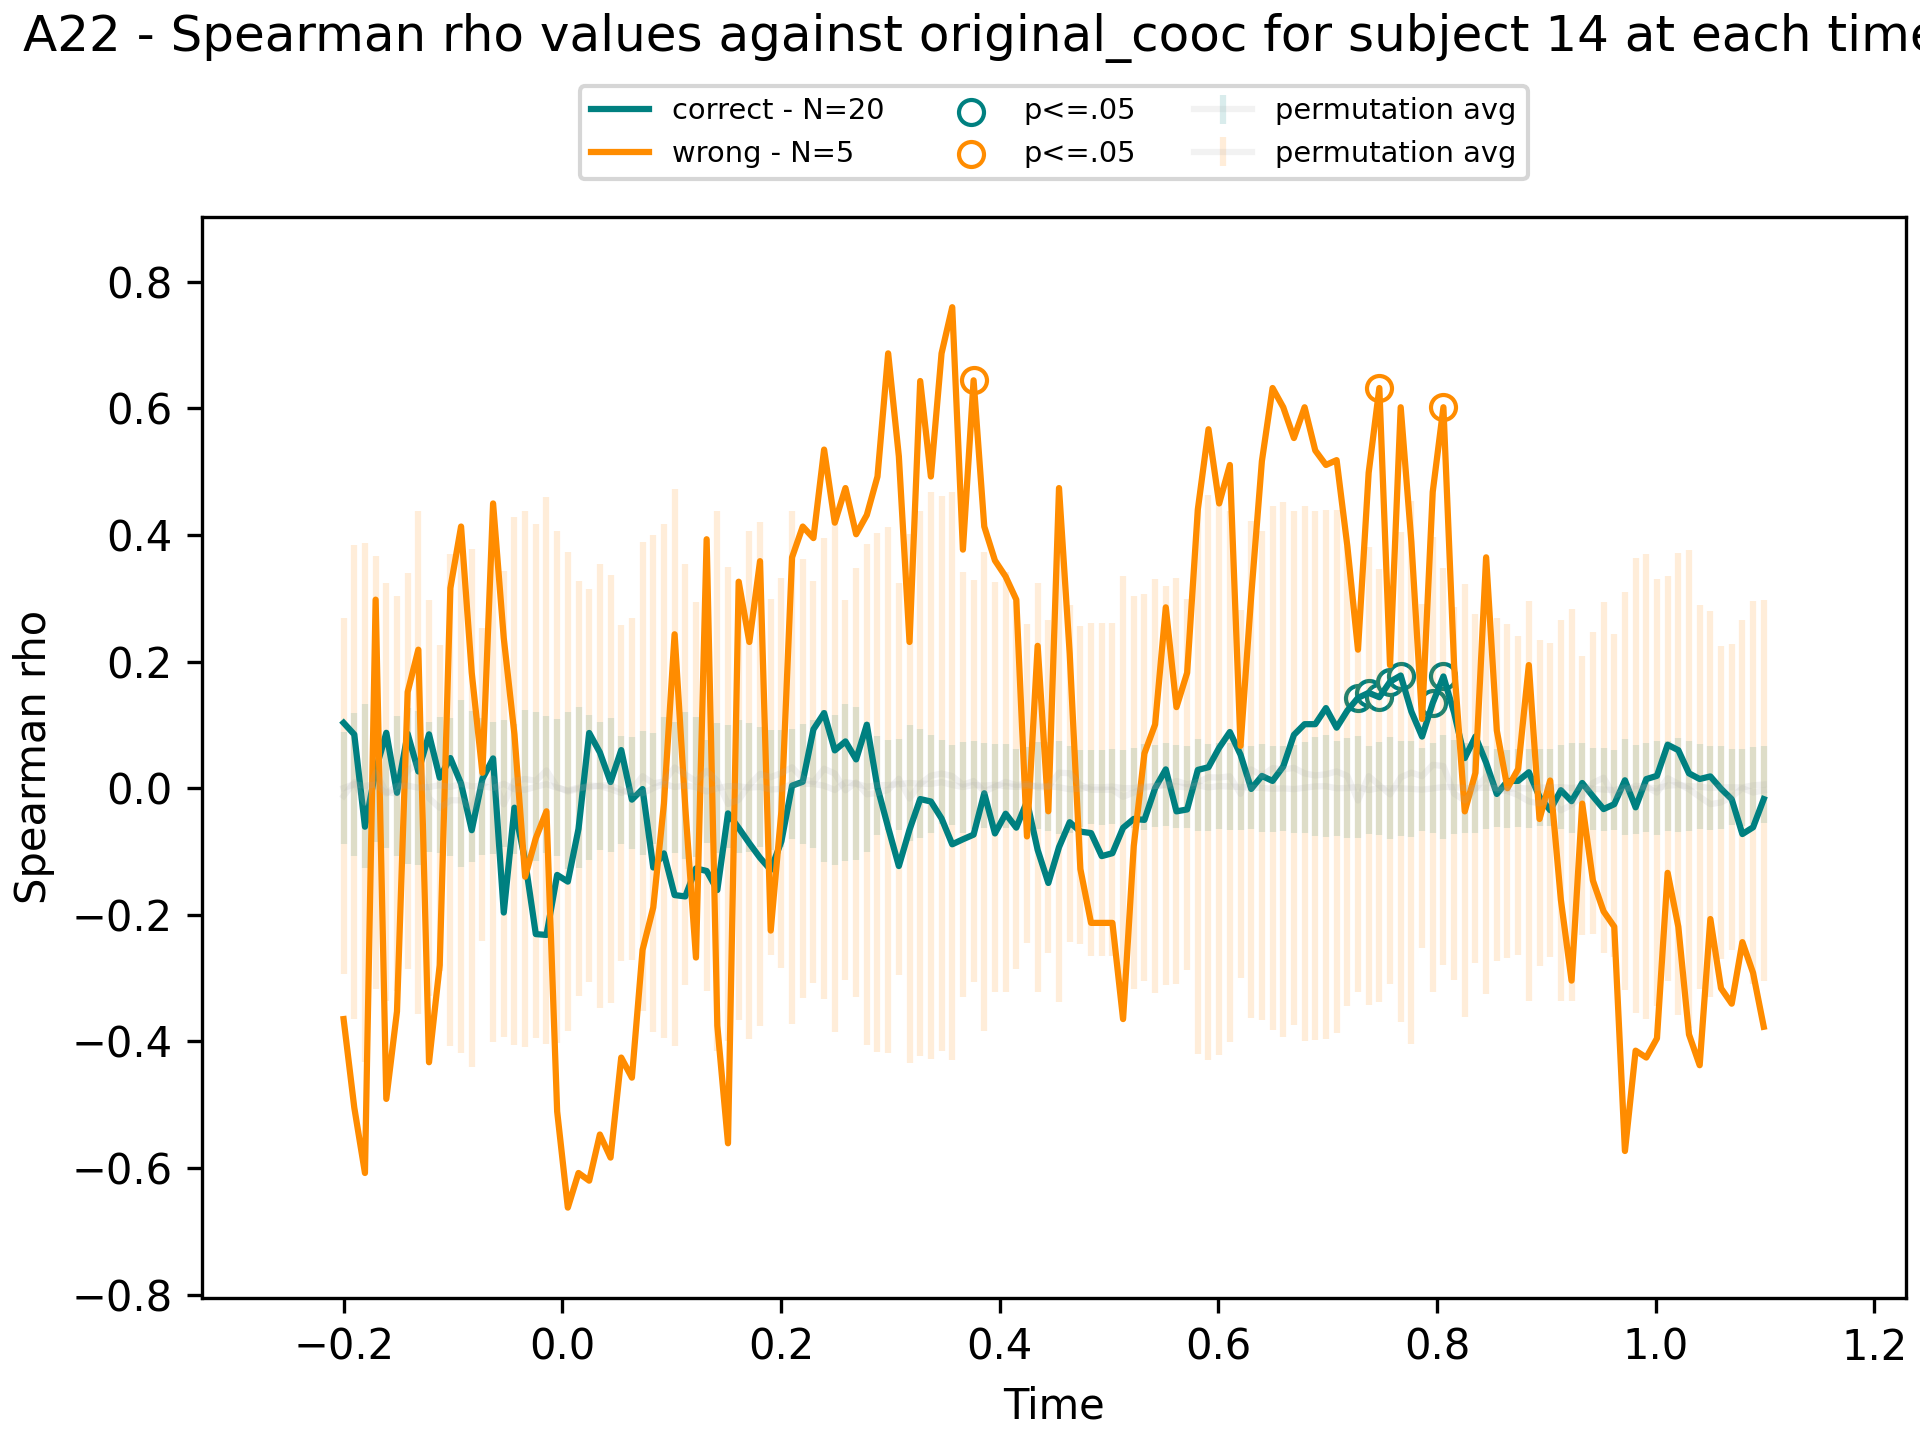 A22 - Spearman rho values against original_cooc for subject 14 at each time
correct - N=20 p<=.05 permutation avg
wrong - N=5 p<=.05 permutation avg
Spearman rho
0.8
0.6
0.4
0.2
0.0
−0.2
−0.4
−0.6
−0.8
−0.2 0.0 0.2 0.4 0.6 0.8 1.0 1.2
Time